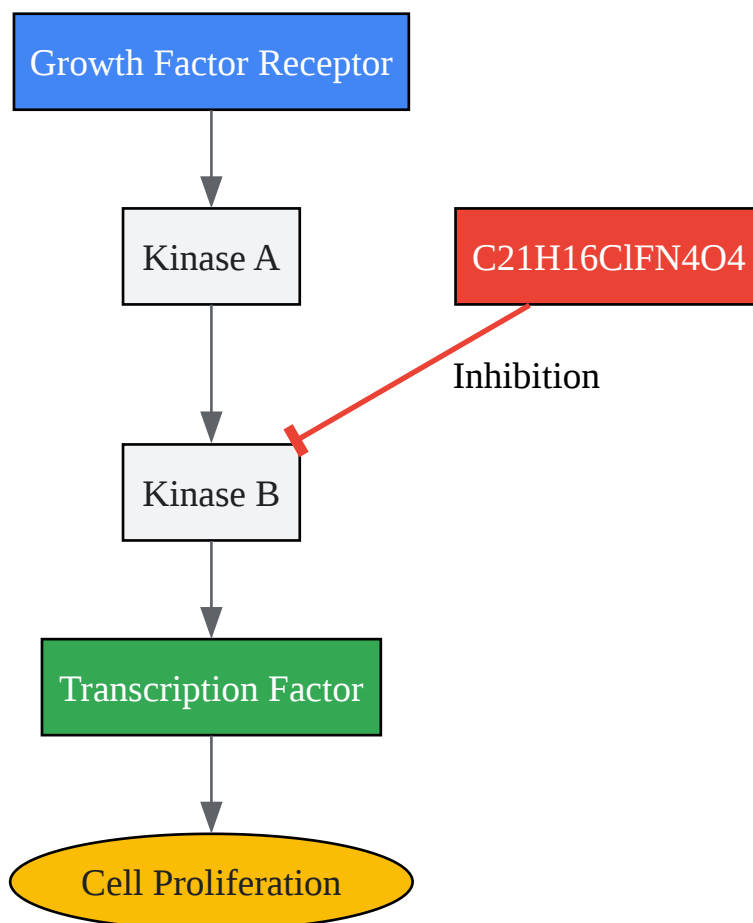 Growth Factor Receptor
Kinase A
C21H16ClFN4O4
Inhibition
Kinase B
Transcription Factor
Cell Proliferation